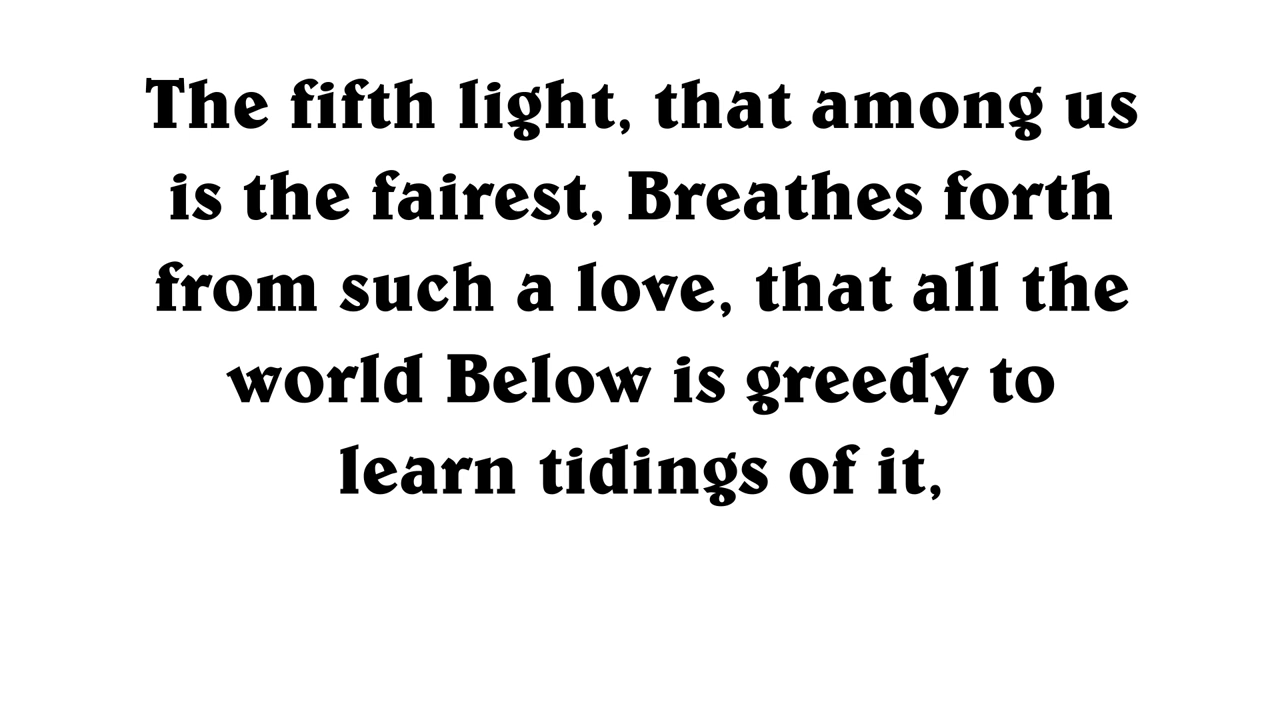 The fifth light, that among us
is the fairest, Breathes forth
from such a love, that all the
world Below is greedy to
learn tidings of it,